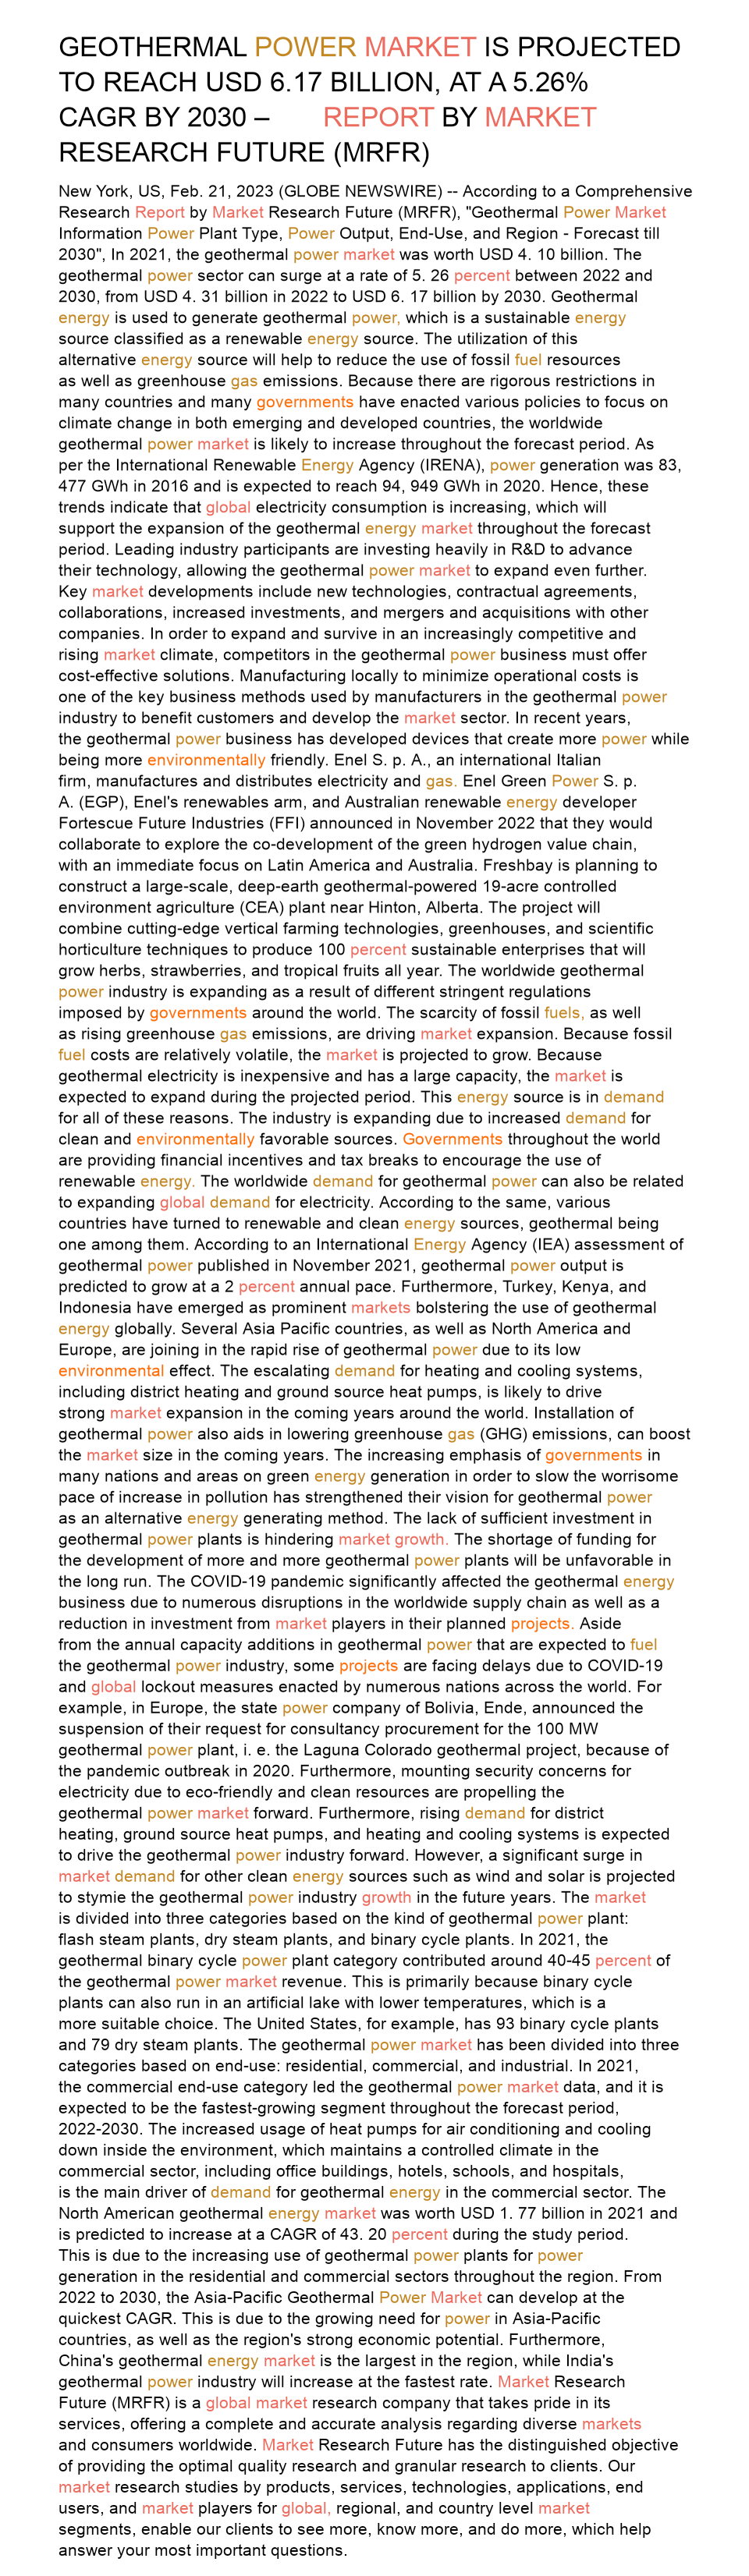 GEOTHERMAL POWER MARKET IS PROJECTED
TO REACH USD 6.17 BILLION, AT A 5.26%
CAGR BY 2030 – REPORT BY MARKET
RESEARCH FUTURE (MRFR)
New York, US, Feb. 21, 2023 (GLOBE NEWSWIRE) -- According to a Comprehensive
Research Report by Market Research Future (MRFR), "Geothermal Power Market
Information Power Plant Type, Power Output, End-Use, and Region - Forecast till
2030", In 2021, the geothermal power market was worth USD 4. 10 billion. The
geothermal power sector can surge at a rate of 5. 26 percent between 2022 and
2030, from USD 4. 31 billion in 2022 to USD 6. 17 billion by 2030. Geothermal
energy is used to generate geothermal power, which is a sustainable energy
source classified as a renewable energy source. The utilization of this
alternative energy source will help to reduce the use of fossil fuel resources
as well as greenhouse gas emissions. Because there are rigorous restrictions in
many countries and many governments have enacted various policies to focus on
climate change in both emerging and developed countries, the worldwide
geothermal power market is likely to increase throughout the forecast period. As
per the International Renewable Energy Agency (IRENA), power generation was 83,
477 GWh in 2016 and is expected to reach 94, 949 GWh in 2020. Hence, these
trends indicate that global electricity consumption is increasing, which will
support the expansion of the geothermal energy market throughout the forecast
period. Leading industry participants are investing heavily in R&D to advance
their technology, allowing the geothermal power market to expand even further.
Key market developments include new technologies, contractual agreements,
collaborations, increased investments, and mergers and acquisitions with other
companies. In order to expand and survive in an increasingly competitive and
rising market climate, competitors in the geothermal power business must offer
cost-effective solutions. Manufacturing locally to minimize operational costs is
one of the key business methods used by manufacturers in the geothermal power
industry to benefit customers and develop the market sector. In recent years,
the geothermal power business has developed devices that create more power while
being more environmentally friendly. Enel S. p. A., an international Italian
firm, manufactures and distributes electricity and gas. Enel Green Power S. p.
A. (EGP), Enel's renewables arm, and Australian renewable energy developer
Fortescue Future Industries (FFI) announced in November 2022 that they would
collaborate to explore the co-development of the green hydrogen value chain,
with an immediate focus on Latin America and Australia. Freshbay is planning to
construct a large-scale, deep-earth geothermal-powered 19-acre controlled
environment agriculture (CEA) plant near Hinton, Alberta. The project will
combine cutting-edge vertical farming technologies, greenhouses, and scientific
horticulture techniques to produce 100 percent sustainable enterprises that will
grow herbs, strawberries, and tropical fruits all year. The worldwide geothermal
power industry is expanding as a result of different stringent regulations
imposed by governments around the world. The scarcity of fossil fuels, as well
as rising greenhouse gas emissions, are driving market expansion. Because fossil
fuel costs are relatively volatile, the market is projected to grow. Because
geothermal electricity is inexpensive and has a large capacity, the market is
expected to expand during the projected period. This energy source is in demand
for all of these reasons. The industry is expanding due to increased demand for
clean and environmentally favorable sources. Governments throughout the world
are providing financial incentives and tax breaks to encourage the use of
renewable energy. The worldwide demand for geothermal power can also be related
to expanding global demand for electricity. According to the same, various
countries have turned to renewable and clean energy sources, geothermal being
one among them. According to an International Energy Agency (IEA) assessment of
geothermal power published in November 2021, geothermal power output is
predicted to grow at a 2 percent annual pace. Furthermore, Turkey, Kenya, and
Indonesia have emerged as prominent markets bolstering the use of geothermal
energy globally. Several Asia Pacific countries, as well as North America and
Europe, are joining in the rapid rise of geothermal power due to its low
environmental effect. The escalating demand for heating and cooling systems,
including district heating and ground source heat pumps, is likely to drive
strong market expansion in the coming years around the world. Installation of
geothermal power also aids in lowering greenhouse gas (GHG) emissions, can boost
the market size in the coming years. The increasing emphasis of governments in
many nations and areas on green energy generation in order to slow the worrisome
pace of increase in pollution has strengthened their vision for geothermal power
as an alternative energy generating method. The lack of sufficient investment in
geothermal power plants is hindering market growth. The shortage of funding for
the development of more and more geothermal power plants will be unfavorable in
the long run. The COVID-19 pandemic significantly affected the geothermal energy
business due to numerous disruptions in the worldwide supply chain as well as a
reduction in investment from market players in their planned projects. Aside
from the annual capacity additions in geothermal power that are expected to fuel
the geothermal power industry, some projects are facing delays due to COVID-19
and global lockout measures enacted by numerous nations across the world. For
example, in Europe, the state power company of Bolivia, Ende, announced the
suspension of their request for consultancy procurement for the 100 MW
geothermal power plant, i. e. the Laguna Colorado geothermal project, because of
the pandemic outbreak in 2020. Furthermore, mounting security concerns for
electricity due to eco-friendly and clean resources are propelling the
geothermal power market forward. Furthermore, rising demand for district
heating, ground source heat pumps, and heating and cooling systems is expected
to drive the geothermal power industry forward. However, a significant surge in
market demand for other clean energy sources such as wind and solar is projected
to stymie the geothermal power industry growth in the future years. The market
is divided into three categories based on the kind of geothermal power plant:
flash steam plants, dry steam plants, and binary cycle plants. In 2021, the
geothermal binary cycle power plant category contributed around 40-45 percent of
the geothermal power market revenue. This is primarily because binary cycle
plants can also run in an artificial lake with lower temperatures, which is a
more suitable choice. The United States, for example, has 93 binary cycle plants
and 79 dry steam plants. The geothermal power market has been divided into three
categories based on end-use: residential, commercial, and industrial. In 2021,
the commercial end-use category led the geothermal power market data, and it is
expected to be the fastest-growing segment throughout the forecast period,
2022-2030. The increased usage of heat pumps for air conditioning and cooling
down inside the environment, which maintains a controlled climate in the
commercial sector, including office buildings, hotels, schools, and hospitals,
is the main driver of demand for geothermal energy in the commercial sector. The
North American geothermal energy market was worth USD 1. 77 billion in 2021 and
is predicted to increase at a CAGR of 43. 20 percent during the study period.
This is due to the increasing use of geothermal power plants for power
generation in the residential and commercial sectors throughout the region. From
2022 to 2030, the Asia-Pacific Geothermal Power Market can develop at the
quickest CAGR. This is due to the growing need for power in Asia-Pacific
countries, as well as the region's strong economic potential. Furthermore,
China's geothermal energy market is the largest in the region, while India's
geothermal power industry will increase at the fastest rate. Market Research
Future (MRFR) is a global market research company that takes pride in its
services, offering a complete and accurate analysis regarding diverse markets
and consumers worldwide. Market Research Future has the distinguished objective
of providing the optimal quality research and granular research to clients. Our
market research studies by products, services, technologies, applications, end
users, and market players for global, regional, and country level market
segments, enable our clients to see more, know more, and do more, which help
answer your most important questions.